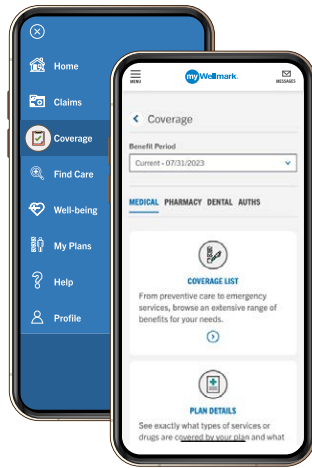 Home
Claims
Coverage
Find Care
Well-being
My Plans
Help
Profile
MENU
myWellmark.
MESSAGES
Coverage
Benefit Period
Current - 07/31/2023
MEDICAL PHARMACY DENTAL AUTHS
COVERAGE LIST
From preventive care to emergency
services, browse an extensive range of
benefits for your needs.
PLAN DETAILS
See exactly what types of services or
drugs are covered by your plan and what